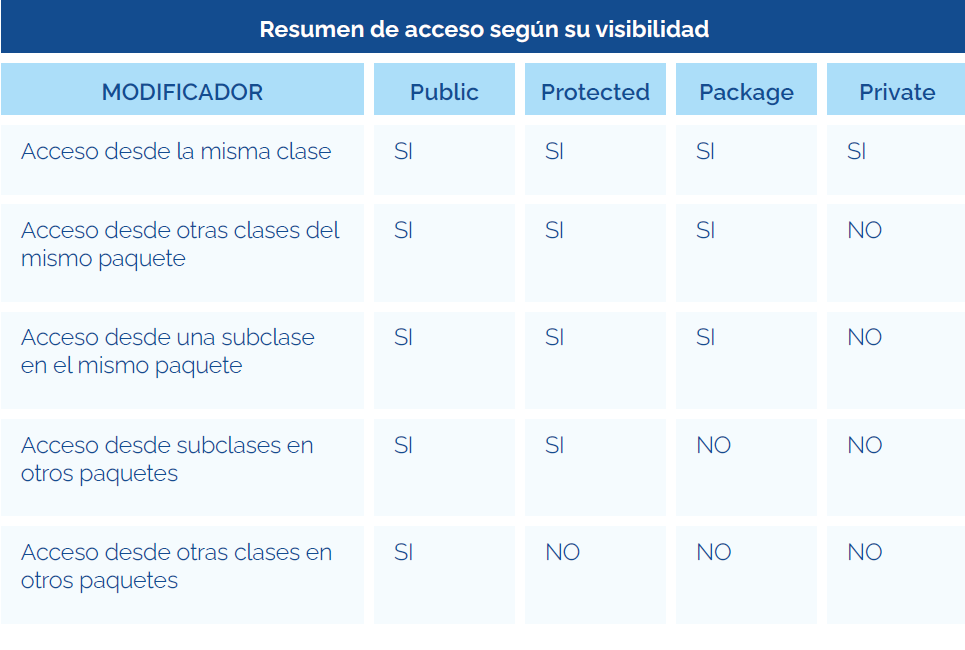 Resumen de acceso según su visibilidad
MODIFICADOR Public Protected Package Private
Acceso desde la misma clase SI SI SI SI
Acceso desde otras clases del SI SI SI NO
mismo paquete
Acceso desde una subclase SI SI SI NO
en el mismo paquete
Acceso desde subclases en SI SI NO NO
otros paquetes
Acceso desde otras clases en SI NO NO NO
otros paquetes